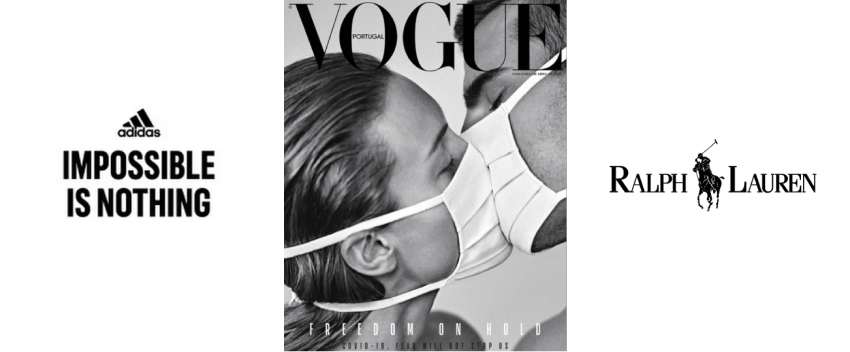 adidas
IMPOSSIBLE
IS NOTHING
VOGUE
PORTUGAL
FREEDOM ON HOLD
COVID-19. FEAR WILL NOT STOP US
RALPH LAUREN